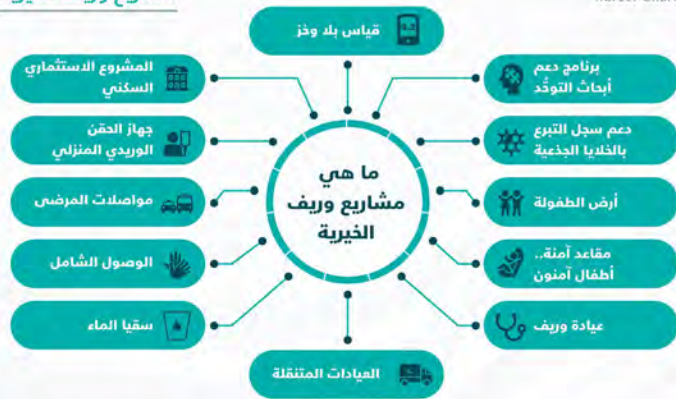 قياس بلا وخز
برنامج دعم
أبحاث التوحُّد
دعم سجل التبرع
بالخلايا الجذعية
أرض الطفولة
مقاعد آمنة..
أطفال آمنون
عيادة وريف
المشروع الاستثماري
السكني
جهاز الحقن
الوريدي المنزلي
مواصلات المرضى
الوصول الشامل
سقيا الماء
ما هي
مشاريع وريف
الخيرية
العيادات المتنقلة